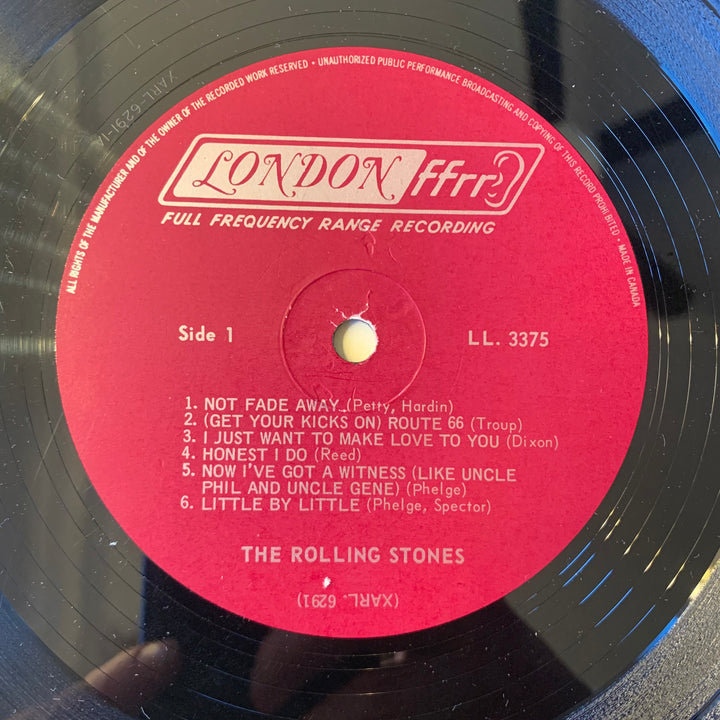 ALL RIGHTS OF THE MANUFACTURER AND OF THE OWNER OF THE RECORDED WORK RESERVED • UNAUTHORIZED PUBLIC PERFORMANCE BROADCASTING AND COPYING OF THIS RECORD PROHIBITED • MADE IN CANADA
XARL-6291-1
LONDON ffrr
FULL FREQUENCY RANGE RECORDING
Side 1 LL. 3375
1. NOT FADE AWAY (Petty, Hardin)
2. (GET YOUR KICKS ON) ROUTE 66 (Troup)
3. I JUST WANT TO MAKE LOVE TO YOU (Dixon)
4. HONEST I DO (Reed)
5. NOW I'VE GOT A WITNESS (LIKE UNCLE
PHIL AND UNCLE GENE) (Phelge)
6. LITTLE BY LITTLE (Phelge, Spector)
THE ROLLING STONES
(XARL. 6291)